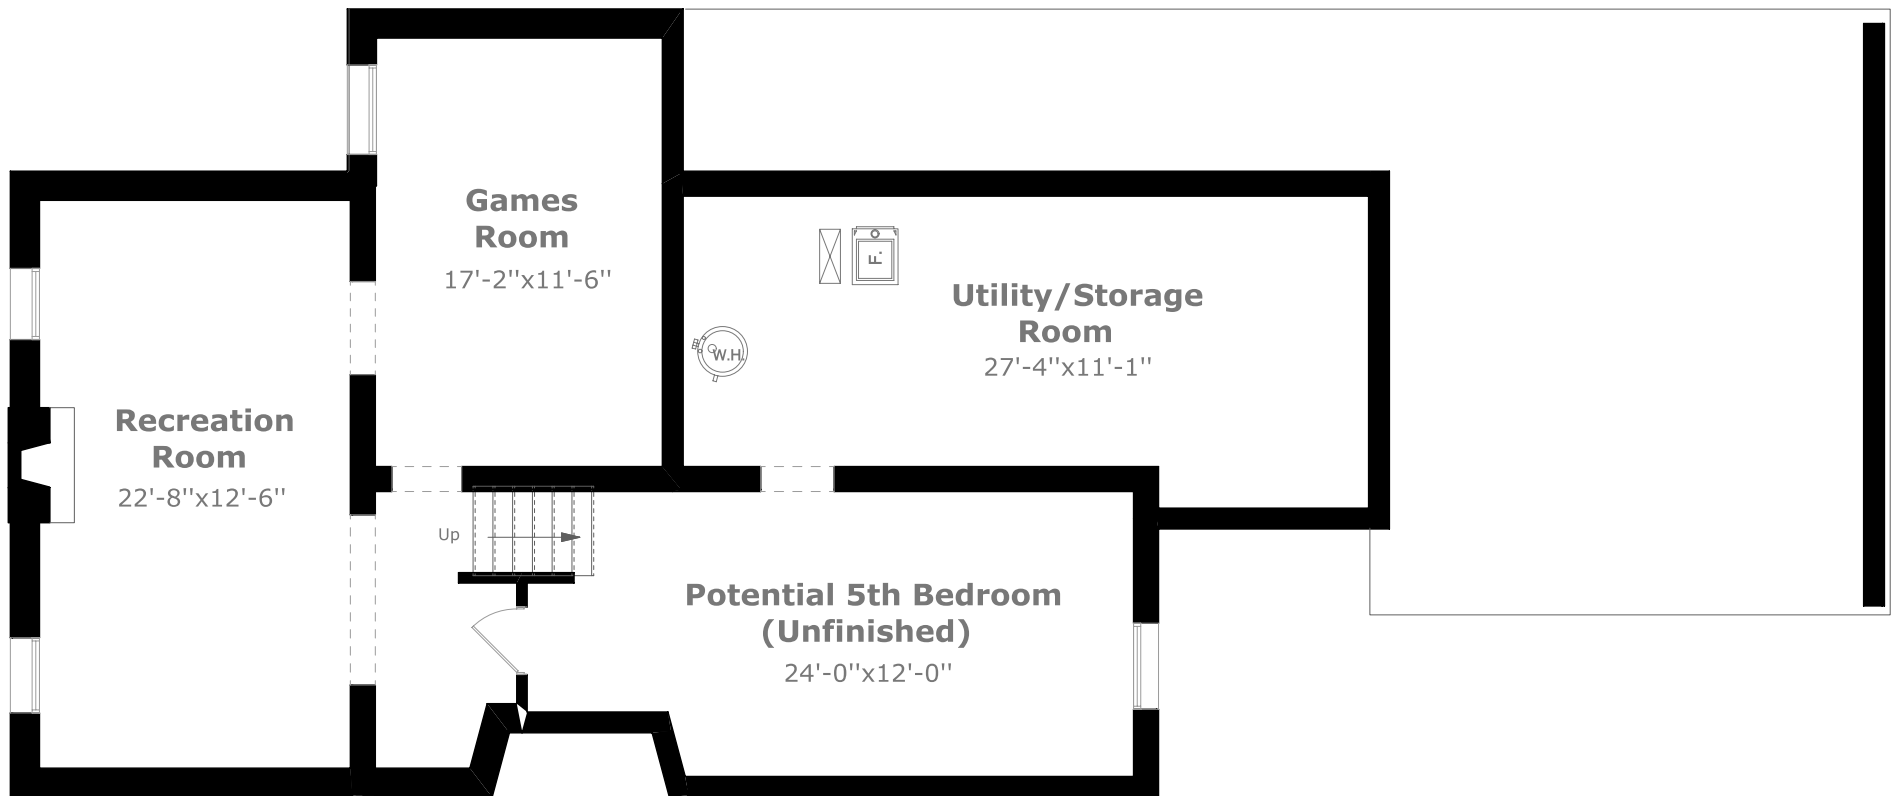 Games
Room
17'-2"x11'-6"
F.
Utility/Storage
Room
27'-4"x11'-1"
W.H.
Recreation
Room
22'-8"x12'-6"
Up
Potential 5th Bedroom
(Unfinished)
24'-0"x12'-0"